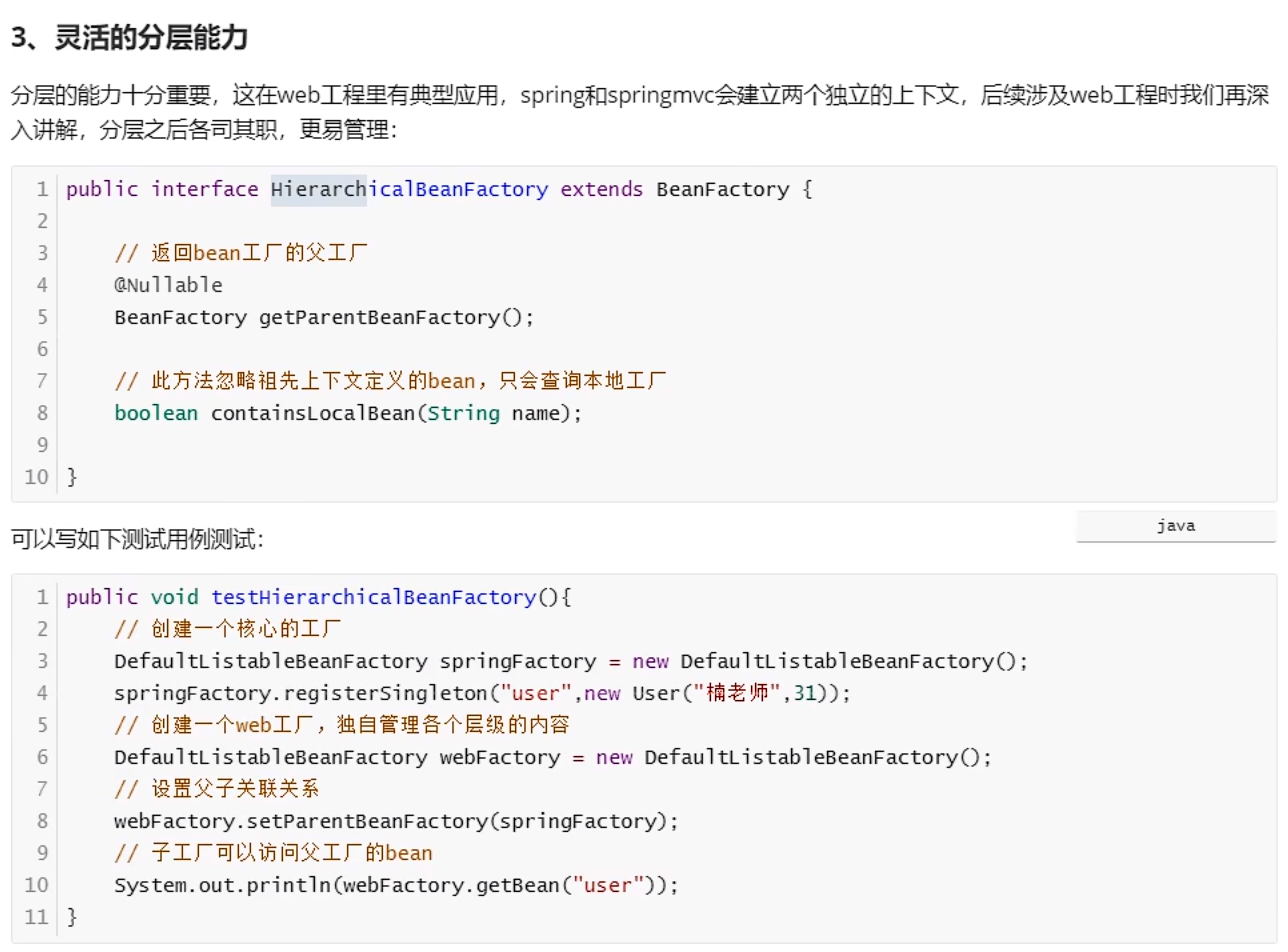 3、灵活的分层能力
分层的能力十分重要，这在web工程里有典型应用，spring和springmvc会建立两个独立的上下文，后续涉及web工程时我们再深
入讲解，分层之后各司其职，更易管理：
1 public interface HierarchicalBeanFactory extends BeanFactory {
2
3 // 返回bean工厂的父工厂
4 @Nullable
5 BeanFactory getParentBeanFactory();
6
7 // 此方法忽略祖先上下文定义的bean，只会查询本地工厂
8 boolean containsLocalBean(String name);
9
10 }
可以写如下测试用例测试：
java
1 public void testHierarchicalBeanFactory(){
2 // 创建一个核心的工厂
3 DefaultListableBeanFactory springFactory = new DefaultListableBeanFactory();
4 springFactory.registerSingleton("user",new User("楠老师",31));
5 // 创建一个web工厂，独自管理各个层级的内容
6 DefaultListableBeanFactory webFactory = new DefaultListableBeanFactory();
7 // 设置父子关联关系
8 webFactory.setParentBeanFactory(springFactory);
9 // 子工厂可以访问父工厂的bean
10 System.out.println(webFactory.getBean("user"));
11 }